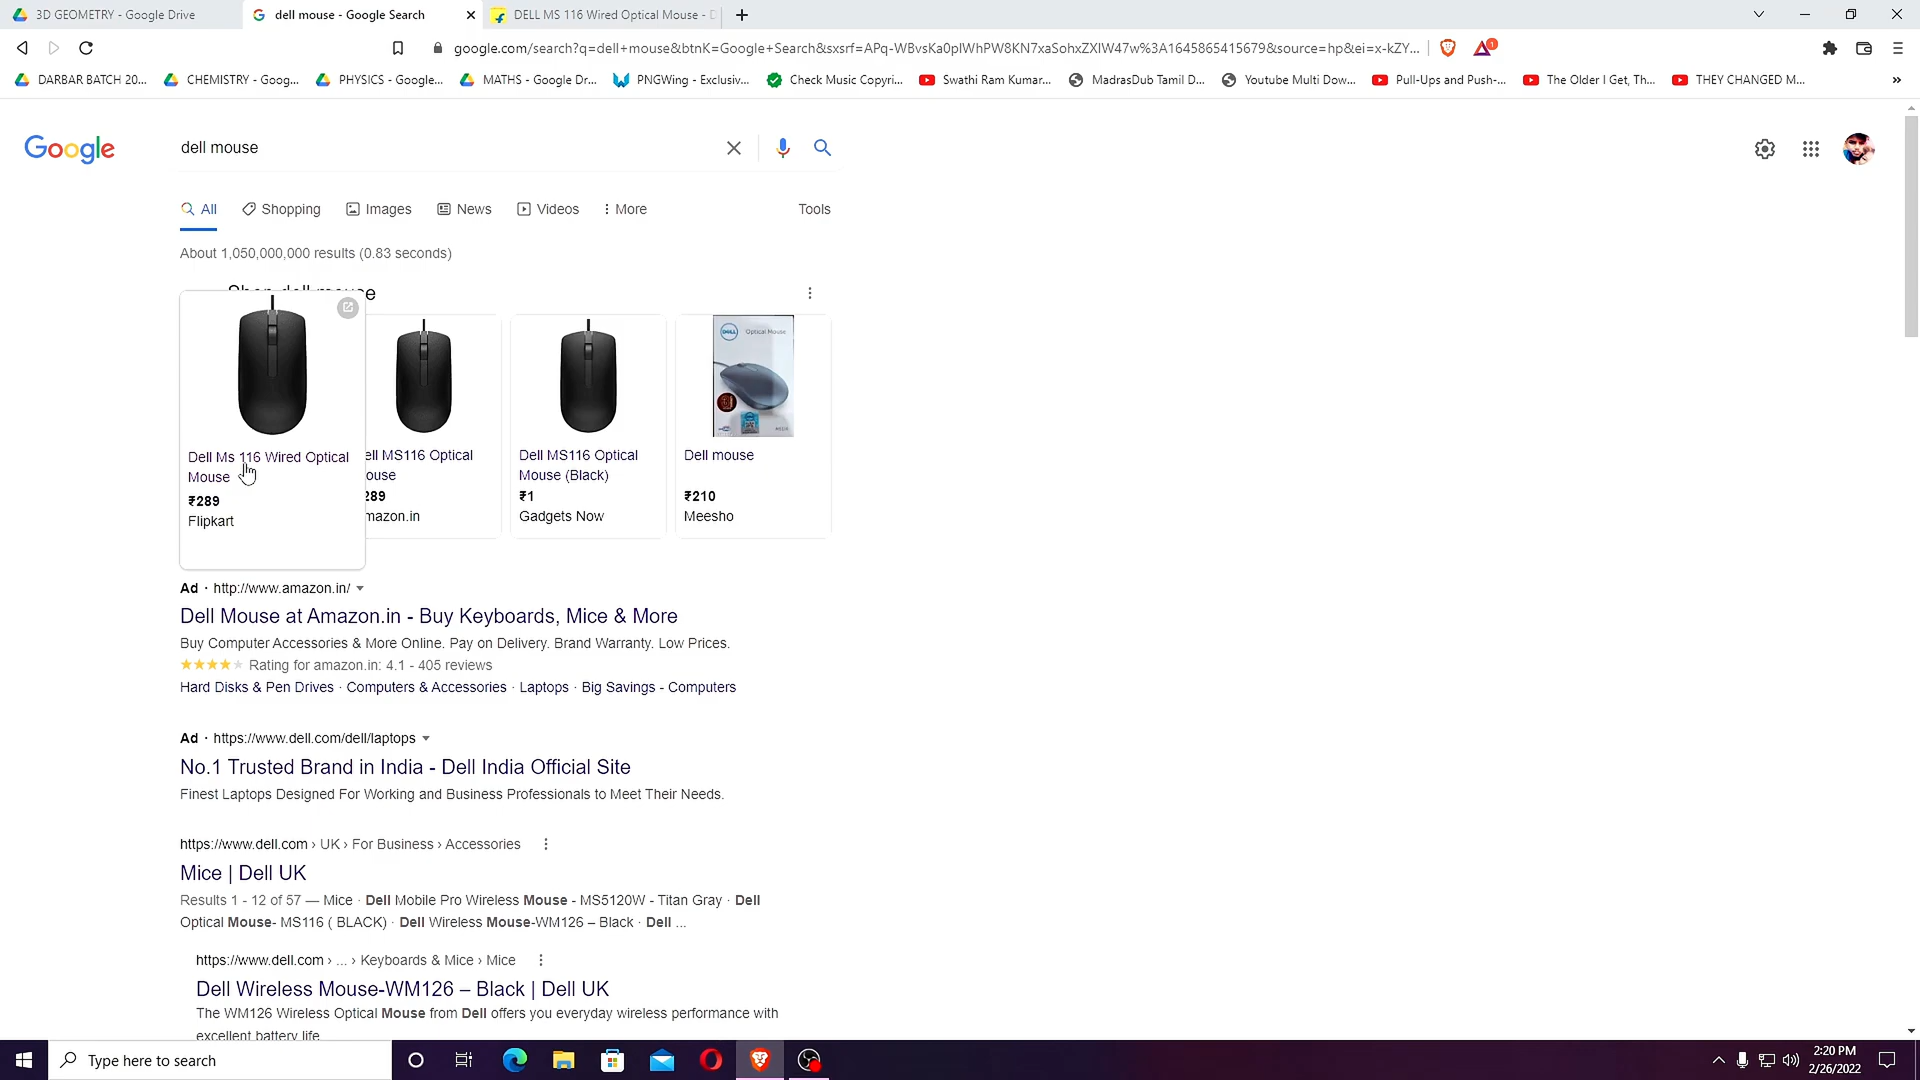 3D GEOMETRY - Google Drive
dell mouse - Google Search
DELL MS 116 Wired Optical Mouse - D
google.com/search?q=dell+mouse&btnK=Google+Search&sxsrf=APq-WBvsKa0pIWhPW8KN7xaSohxZXIW47w%3A1645865415679&source=hp&ei=x-kZY...
1
DARBAR BATCH 20...
CHEMISTRY - Goog...
PHYSICS - Google...
MATHS - Google Dr...
PNGWing - Exclusiv...
Check Music Copyri...
Swathi Ram Kumar...
MadrasDub Tamil D...
Youtube Multi Dow...
Pull-Ups and Push-...
The Older I Get, Th...
THEY CHANGED M...
Google
dell mouse
All
Shopping
Images
News
Videos
More
Tools
About 1,050,000,000 results (0.83 seconds)
Shop dell mouse
Dell Ms 116 Wired Optical
Mouse
₹289
Flipkart
ell MS116 Optical
ouse
289
mazon.in
Dell MS116 Optical
Mouse (Black)
₹1
Gadgets Now
DELL Optical Mouse
Dell mouse
₹210
Meesho
Ad · http://www.amazon.in/
Dell Mouse at Amazon.in - Buy Keyboards, Mice & More
Buy Computer Accessories & More Online. Pay on Delivery. Brand Warranty. Low Prices.
Rating for amazon.in: 4.1 - 405 reviews
Hard Disks & Pen Drives · Computers & Accessories · Laptops · Big Savings - Computers
Ad · https://www.dell.com/dell/laptops
No.1 Trusted Brand in India - Dell India Official Site
Finest Laptops Designed For Working and Business Professionals to Meet Their Needs.
https://www.dell.com › UK › For Business › Accessories
Mice | Dell UK
Results 1 - 12 of 57 — Mice · Dell Mobile Pro Wireless Mouse - MS5120W - Titan Gray · Dell
Optical Mouse- MS116 ( BLACK) · Dell Wireless Mouse-WM126 – Black · Dell ...
https://www.dell.com › ... › Keyboards & Mice › Mice
Dell Wireless Mouse-WM126 – Black | Dell UK
The WM126 Wireless Optical Mouse from Dell offers you everyday wireless performance with
excellent battery life
Type here to search
2:20 PM
2/26/2022